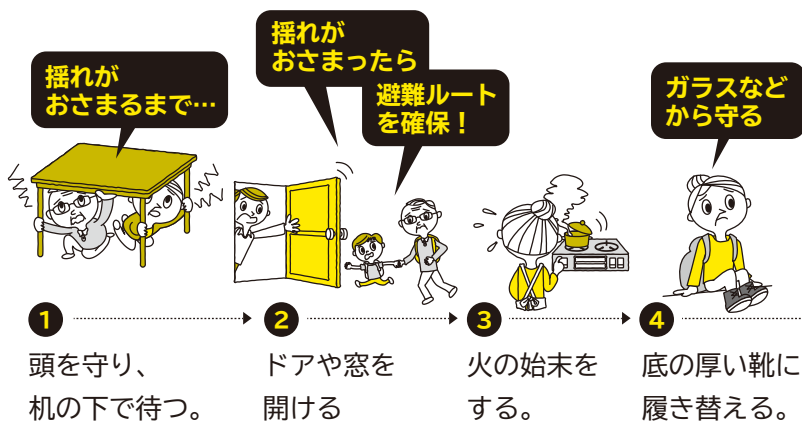 揺れが
おさまるまで…
揺れが
おさまったら
避難ルート
を確保！
ガラスなど
から守る
1
頭を守り、
机の下で待つ。
2
ドアや窓を
開ける
3
火の始末を
する。
4
底の厚い靴に
履き替える。